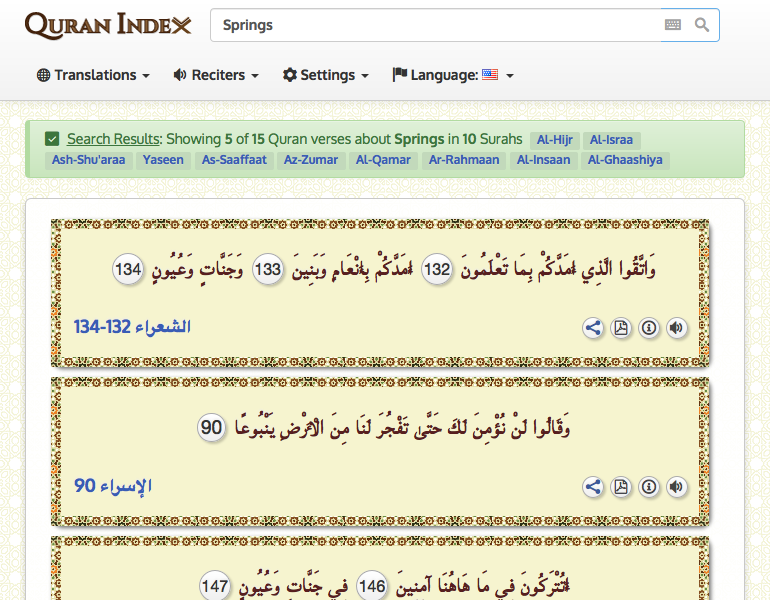 QURAN INDEX
Springs
Translations Reciters Settings Language:
Search Results: Showing 5 of 15 Quran verses about Springs in 10 Surahs Al-Hijr Al-Israa
Ash-Shu'araa Yaseen As-Saaffaat Az-Zumar Al-Qamar Ar-Rahmaan Al-Insaan Al-Ghaashiya
وَاتَّقُوا الَّذِي أَمَدَّكُمْ بِمَا تَعْلَمُونَ 132 أَمَدَّكُمْ بِأَنْعَامٍ وَبَنِينَ 133 وَجَنَّاتٍ وَعُيُونٍ 134
الشعراء 132-134
وَقَالُوا لَنْ نُؤْمِنَ لَكَ حَتَّىٰ تَفْجُرَ لَنَا مِنَ الْأَرْضِ يَنْبُوعًا 90
الإسراء 90
أَتُتْرَكُونَ فِي مَا هَاهُنَا آمِنِينَ 146 فِي جَنَّاتٍ وَعُيُونٍ 147